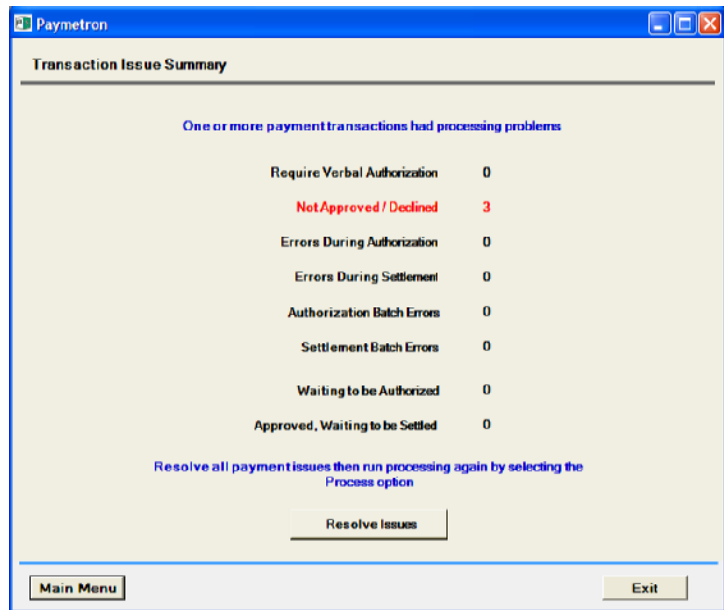 Paymetron
Transaction Issue Summary
One or more payment transactions had processing problems
Require Verbal Authorization 0
Not Approved / Declined 3
Errors During Authorization 0
Errors During Settlement 0
Authorization Batch Errors 0
Settlement Batch Errors 0
Waiting to be Authorized 0
Approved, Waiting to be Settled 0
Resolve all payment issues then run processing again by selecting the
Process option
Resolve Issues
Main Menu Exit